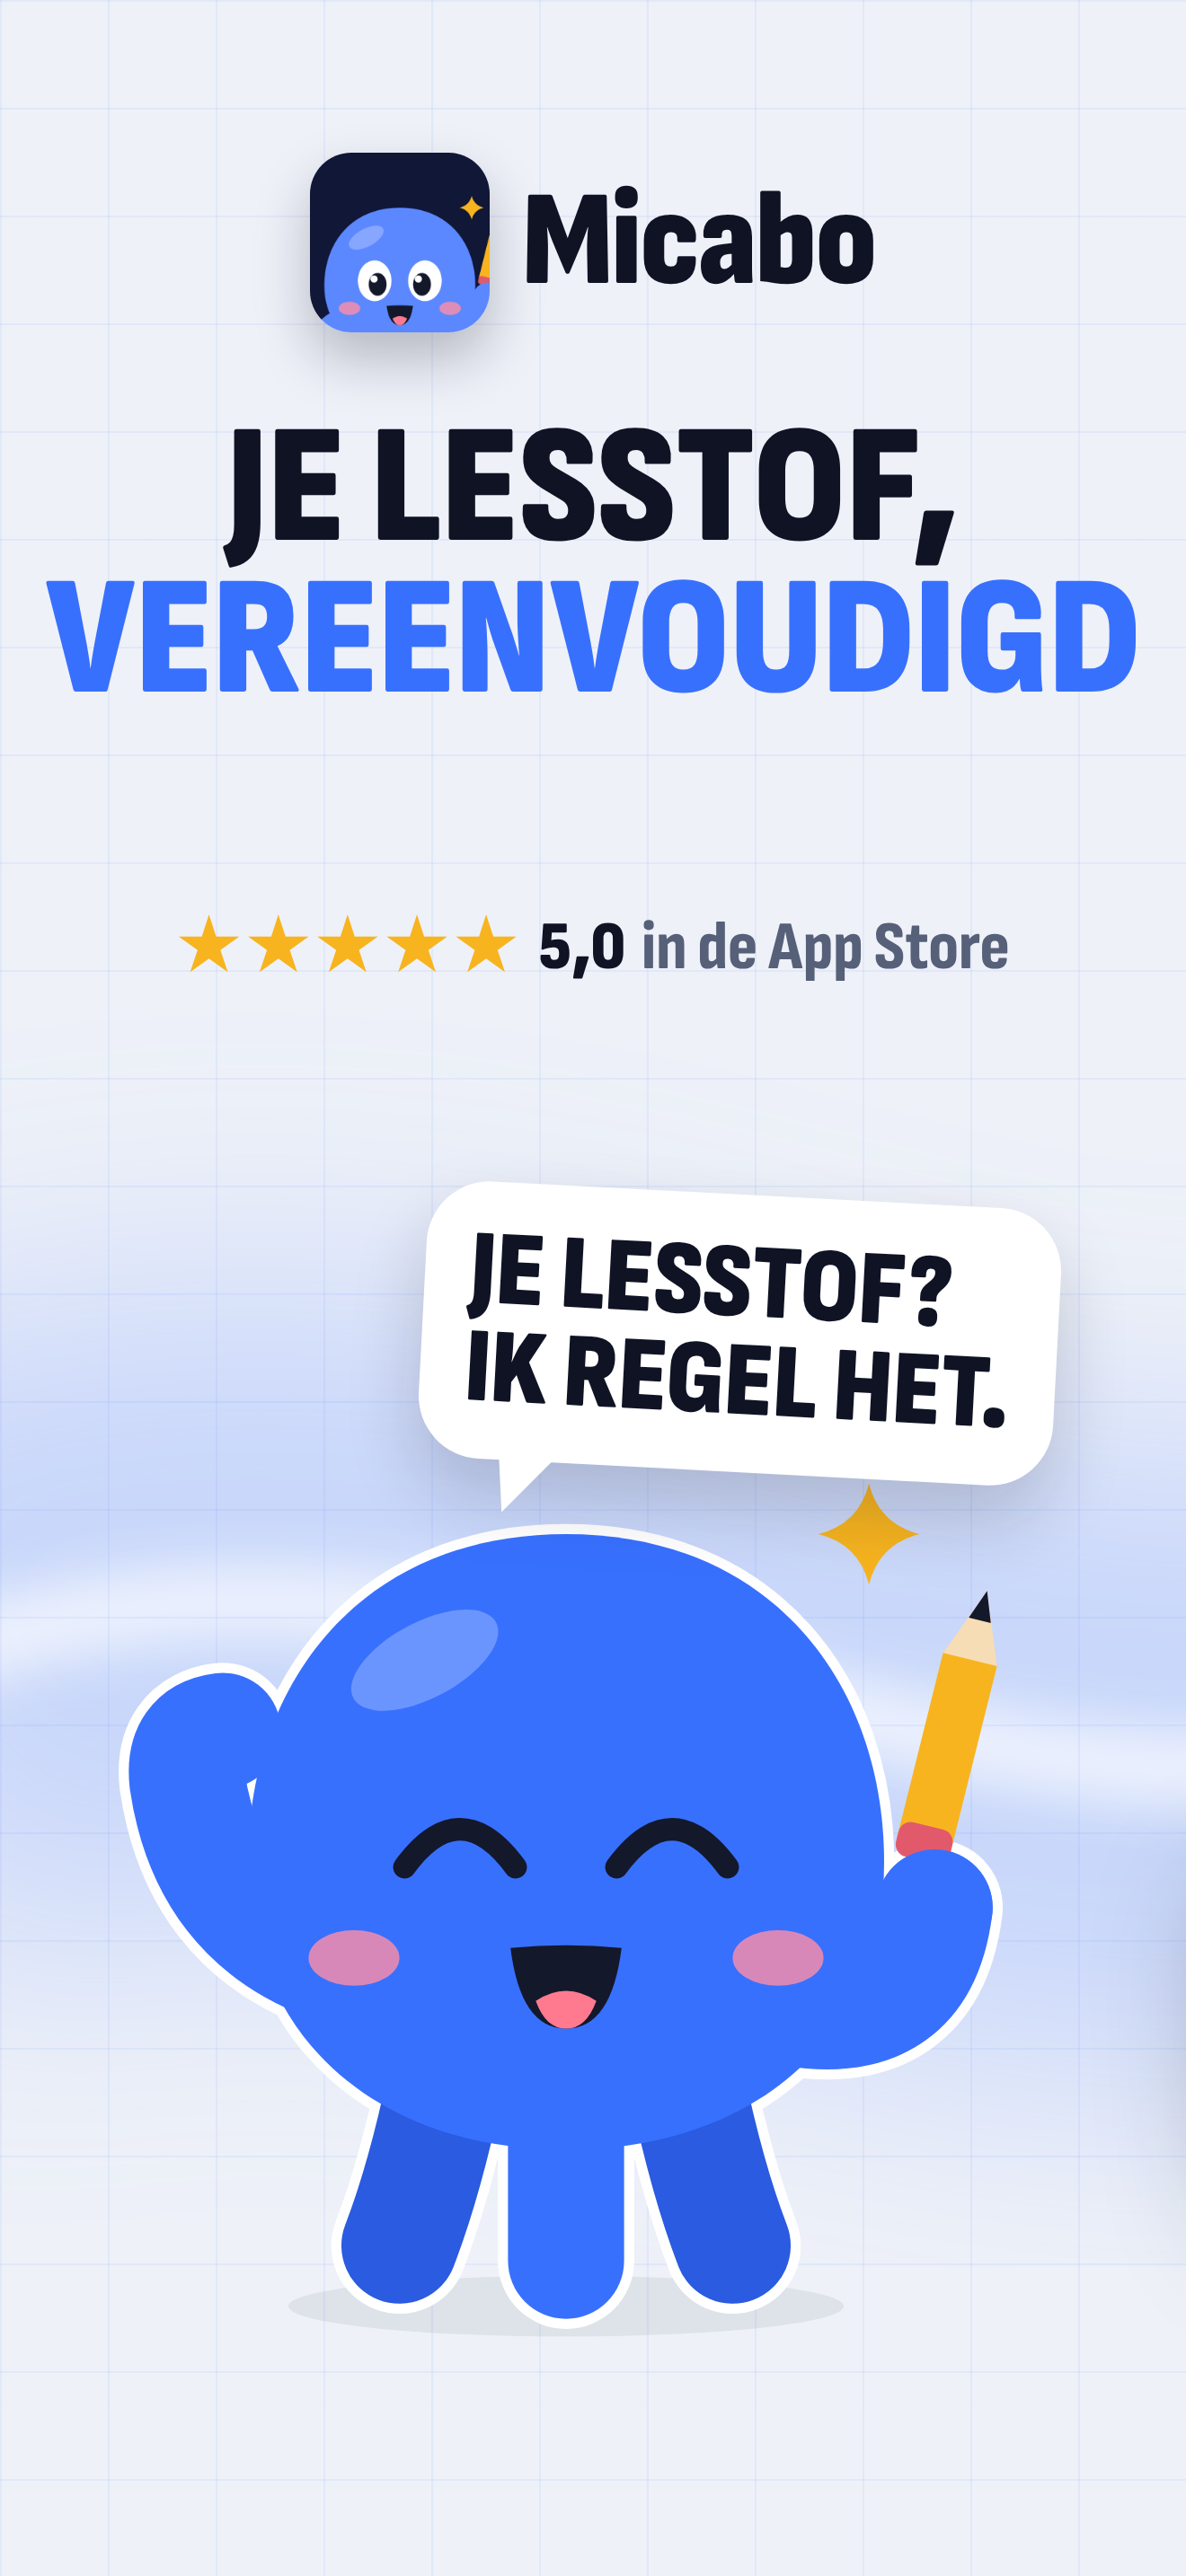 Micabo
JE LESSTOF,
VEREENVOUDIGD
★★★★★ 5,0 in de App Store
JE LESSTOF?
IK REGEL HET.